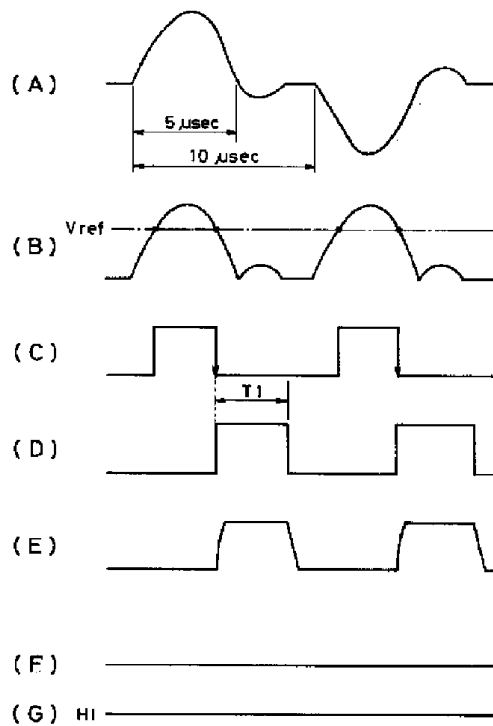 (A)
5 μsec
10 μsec
(B) Vref
(C)
T1
(D)
(E)
(F)
(G) HI